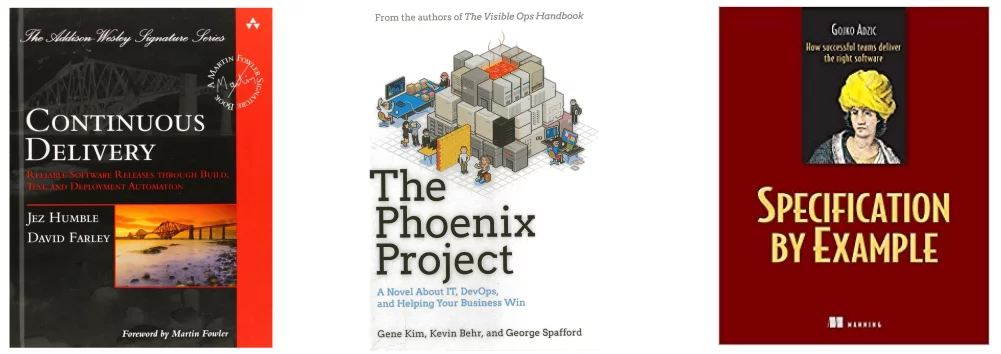 The Addison Wesley Signature Series
A MARTIN FOWLER SIGNATURE BOOK
Martin
CONTINUOUS
DELIVERY
RELIABLE SOFTWARE RELEASES THROUGH BUILD,
TEST, AND DEPLOYMENT AUTOMATION
JEZ HUMBLE
DAVID FARLEY
Foreword by Martin Fowler
From the authors of The Visible Ops Handbook
The
Phoenix
Project
A Novel About IT, DevOps,
and Helping Your Business Win
Gene Kim, Kevin Behr, and George Spafford
GOJKO ADZIC
How successful teams deliver
the right software
SPECIFICATION
BY EXAMPLE
MANNING